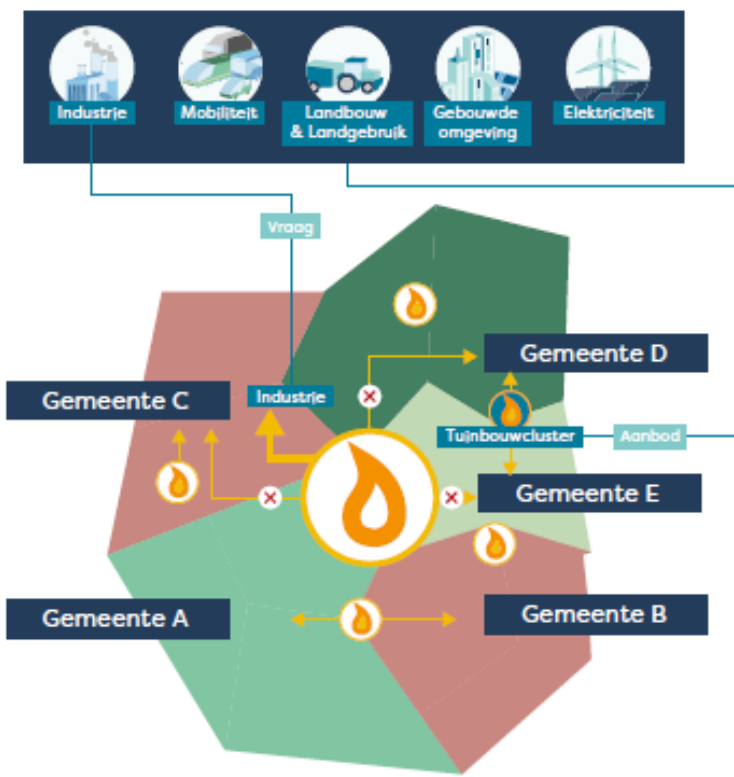 Industrie
Mobiliteit
Landbouw
& Landgebruik
Gebouwde
omgeving
Elektriciteit
Vraag
Gemeente D
Gemeente C
Industrie
Tuinbouwcluster
Aanbod
Gemeente E
Gemeente A
Gemeente B